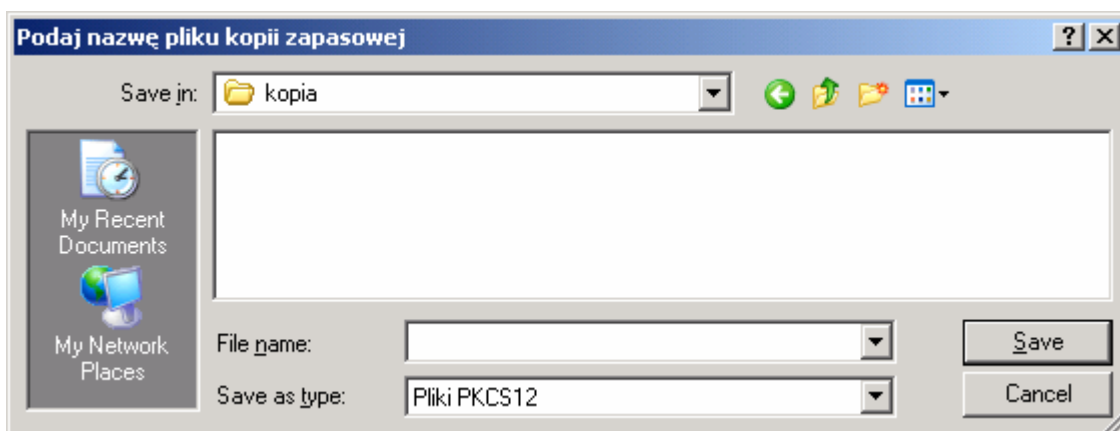 Podaj nazwę pliku kopii zapasowej
Save in: kopia
My Recent
Documents
My Network
Places
File name:
Save
Save as type: Pliki PKCS12
Cancel